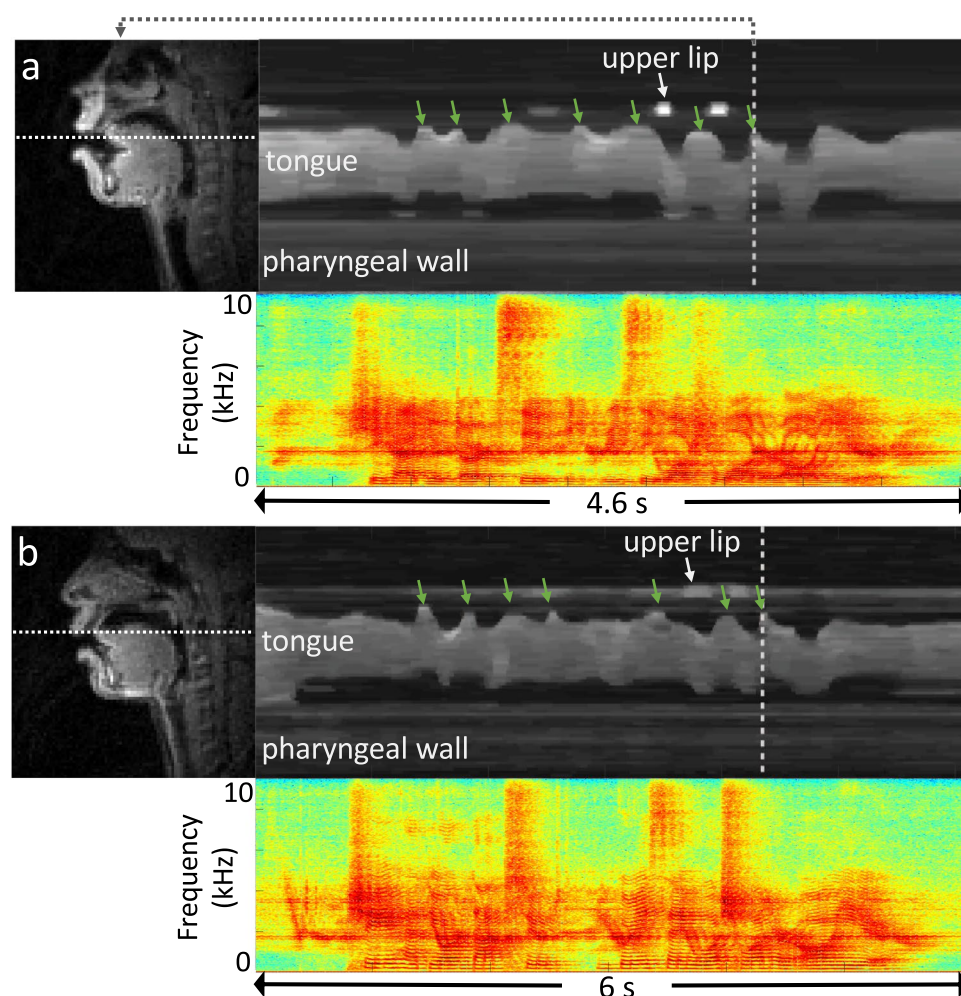 a
upper lip
tongue
pharyngeal wall
10
Frequency
(kHz)
0
4.6 s
b
upper lip
tongue
pharyngeal wall
10
Frequency
(kHz)
0
6 s